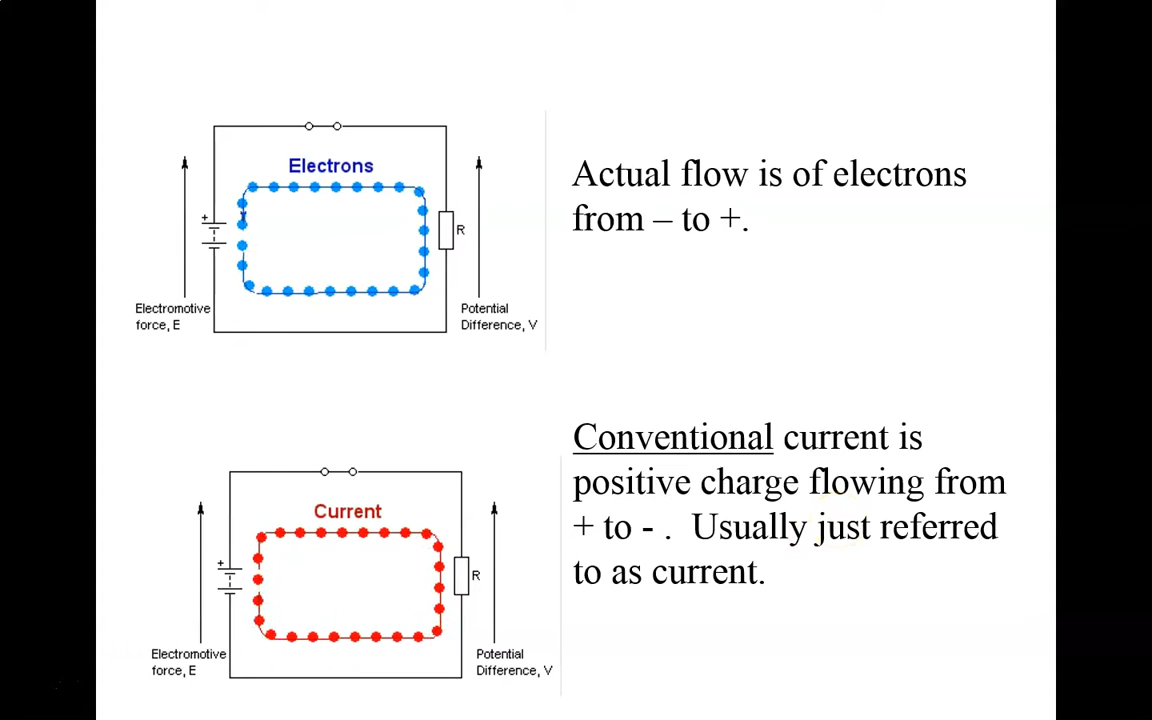 Electrons
+
R
Electromotive
force, E
Potential
Difference, V
Actual flow is of electrons
from – to +.
Current
+
R
Electromotive
force, E
Potential
Difference, V
Conventional current is
positive charge flowing from
+ to - . Usually just referred
to as current.